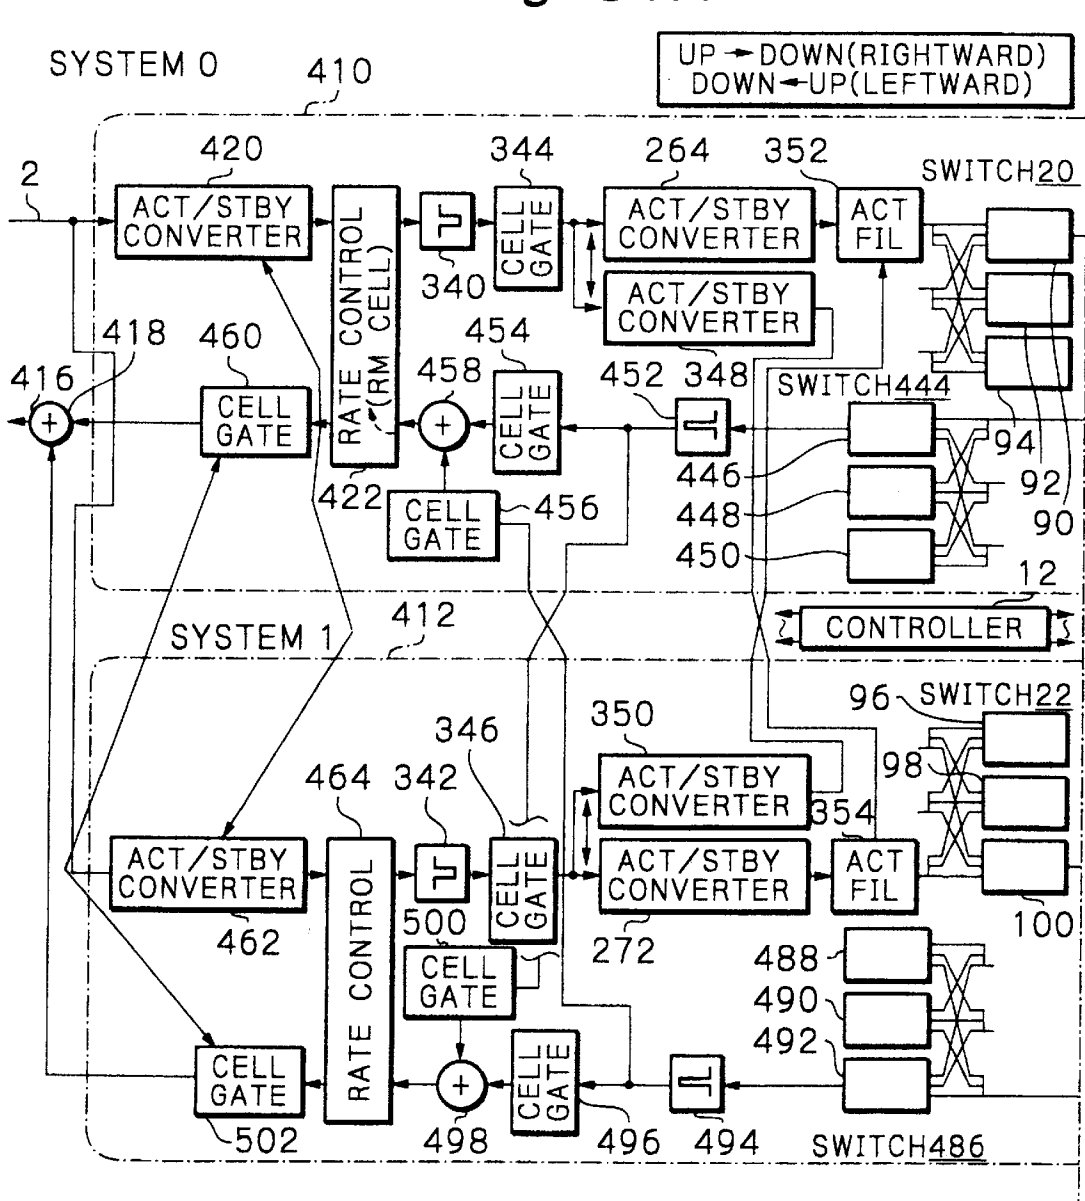 SYSTEM 0
UP → DOWN(RIGHTWARD)
DOWN ← UP(LEFTWARD)
410
420
344
264
352
SWITCH20
2
ACT/STBY
CONVERTER
RATE CONTROL
(RM CELL)
340
CELL
GATE
ACT/STBY
CONVERTER
ACT
FIL
ACT/STBY
CONVERTER
418
460
454
458
452
348
SWITCH444
416
+
CELL
GATE
+
CELL
GATE
446
94
422
CELL
GATE
456
448
92
450
90
12
SYSTEM 1
412
CONTROLLER
96
SWITCH22
350
346
464
342
ACT/STBY
CONVERTER
98
354
ACT/STBY
CONVERTER
RATE CONTROL
CELL
GATE
ACT/STBY
CONVERTER
ACT
FIL
462
500
272
100
CELL
GATE
488
490
492
CELL
GATE
+
CELL
GATE
502
498
496
494
SWITCH486